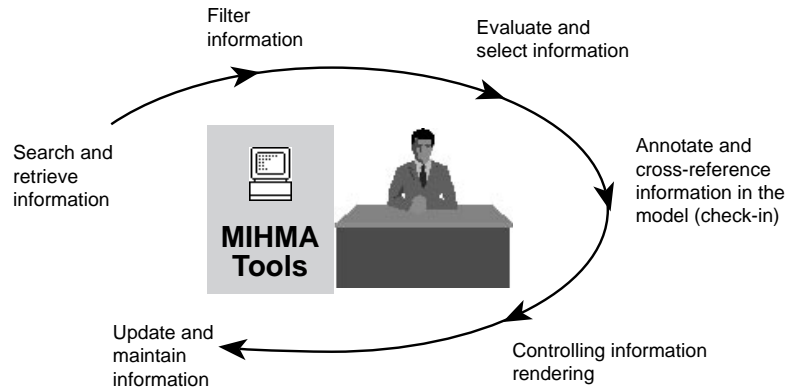 Filter
information
Evaluate and
select information
Search and
retrieve
information
Annotate and
cross-reference
information in the
model (check-in)
MIHMA
Tools
Update and
maintain
information
Controlling information
rendering